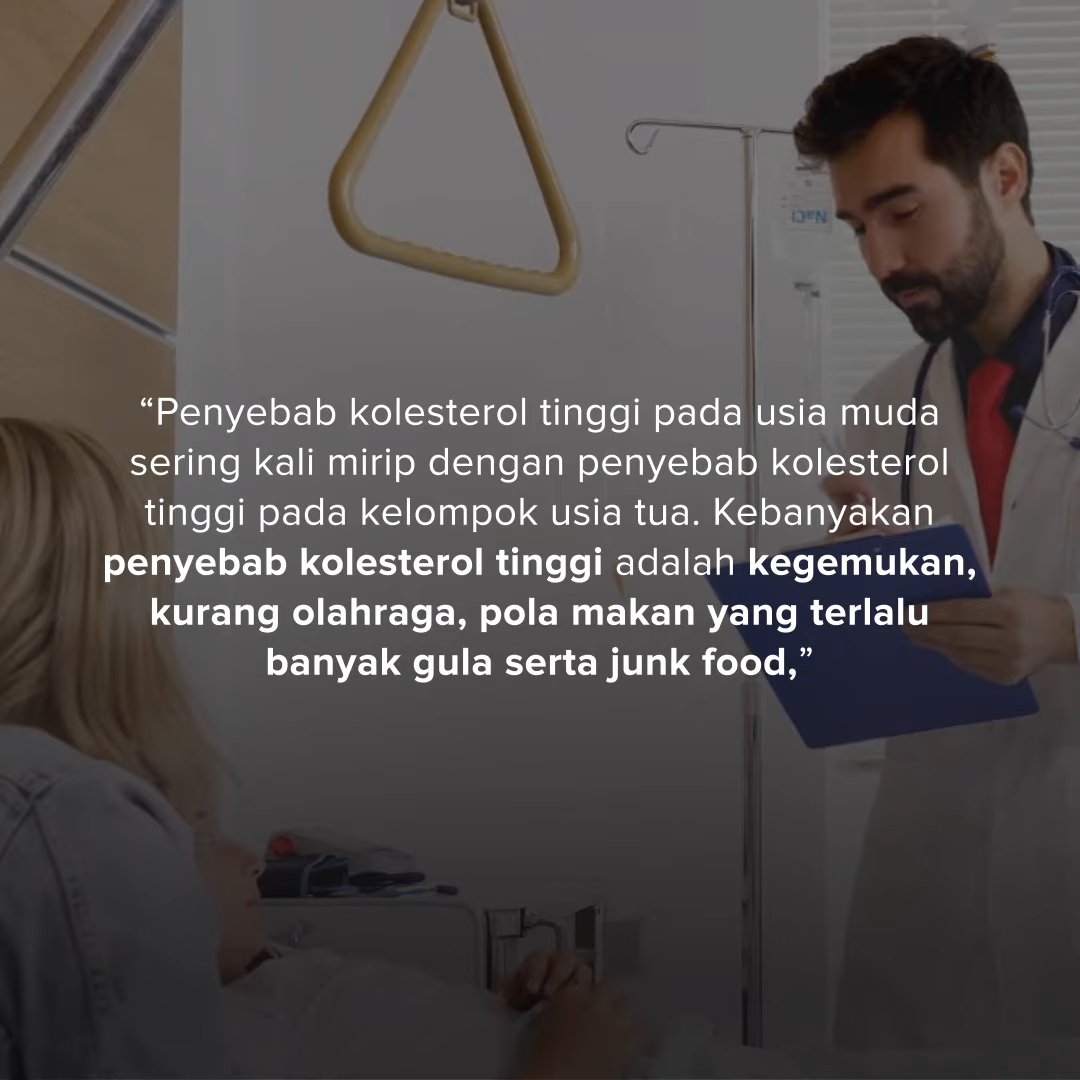 “Penyebab kolesterol tinggi pada usia muda
sering kali mirip dengan penyebab kolesterol
tinggi pada kelompok usia tua. Kebanyakan
penyebab kolesterol tinggi adalah kegemukan,
kurang olahraga, pola makan yang terlalu
banyak gula serta junk food,”
NaCl